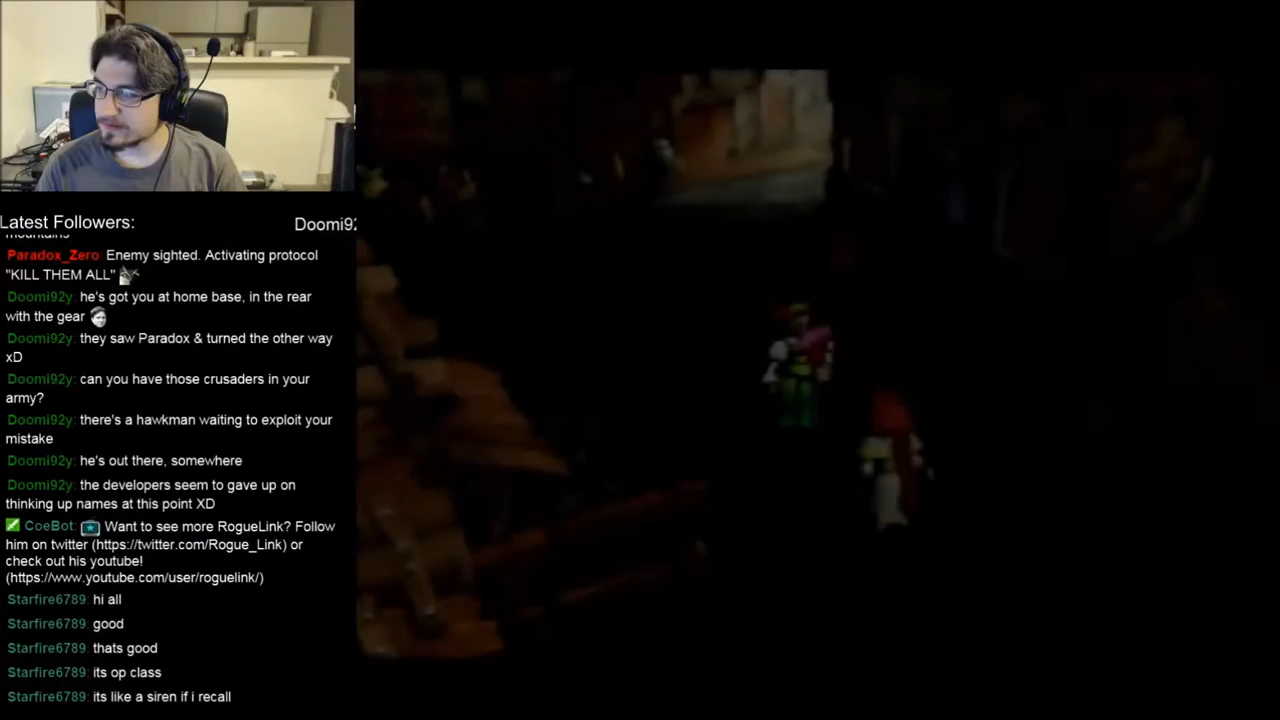 Latest Followers: Doomi92
mountains
Paradox_Zero Enemy sighted. Activating protocol
"KILL THEM ALL"
Doomi92y: he's got you at home base, in the rear
with the gear
Doomi92y: they saw Paradox & turned the other way
xD
Doomi92y: can you have those crusaders in your
army?
Doomi92y: there's a hawkman waiting to exploit your
mistake
Doomi92y: he's out there, somewhere
Doomi92y: the developers seem to gave up on
thinking up names at this point XD
CoeBot: Want to see more RogueLink? Follow
him on twitter (https://twitter.com/Rogue_Link) or
check out his youtube!
(https://www.youtube.com/user/roguelink/)
Starfire6789: hi all
Starfire6789: good
Starfire6789: thats good
Starfire6789: its op class
Starfire6789: its like a siren if i recall